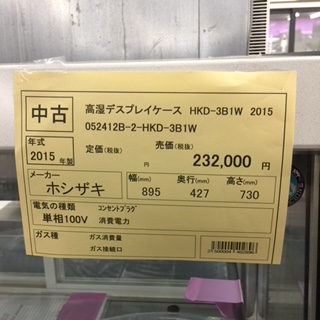 中古
高湿デスプレイケース HKD-3B1W 2015
052412B-2-HKD-3B1W
年式
2015 年製
定価(税抜) 円
売価(税抜) 232,000 円
メーカー
ホシザキ
幅(mm) 奥行(mm) 高さ(mm)
895 427 730
電気の種類 コンセントプラグ
単相100V 消費電力
ガス種 ガス消費量
ガス接続口